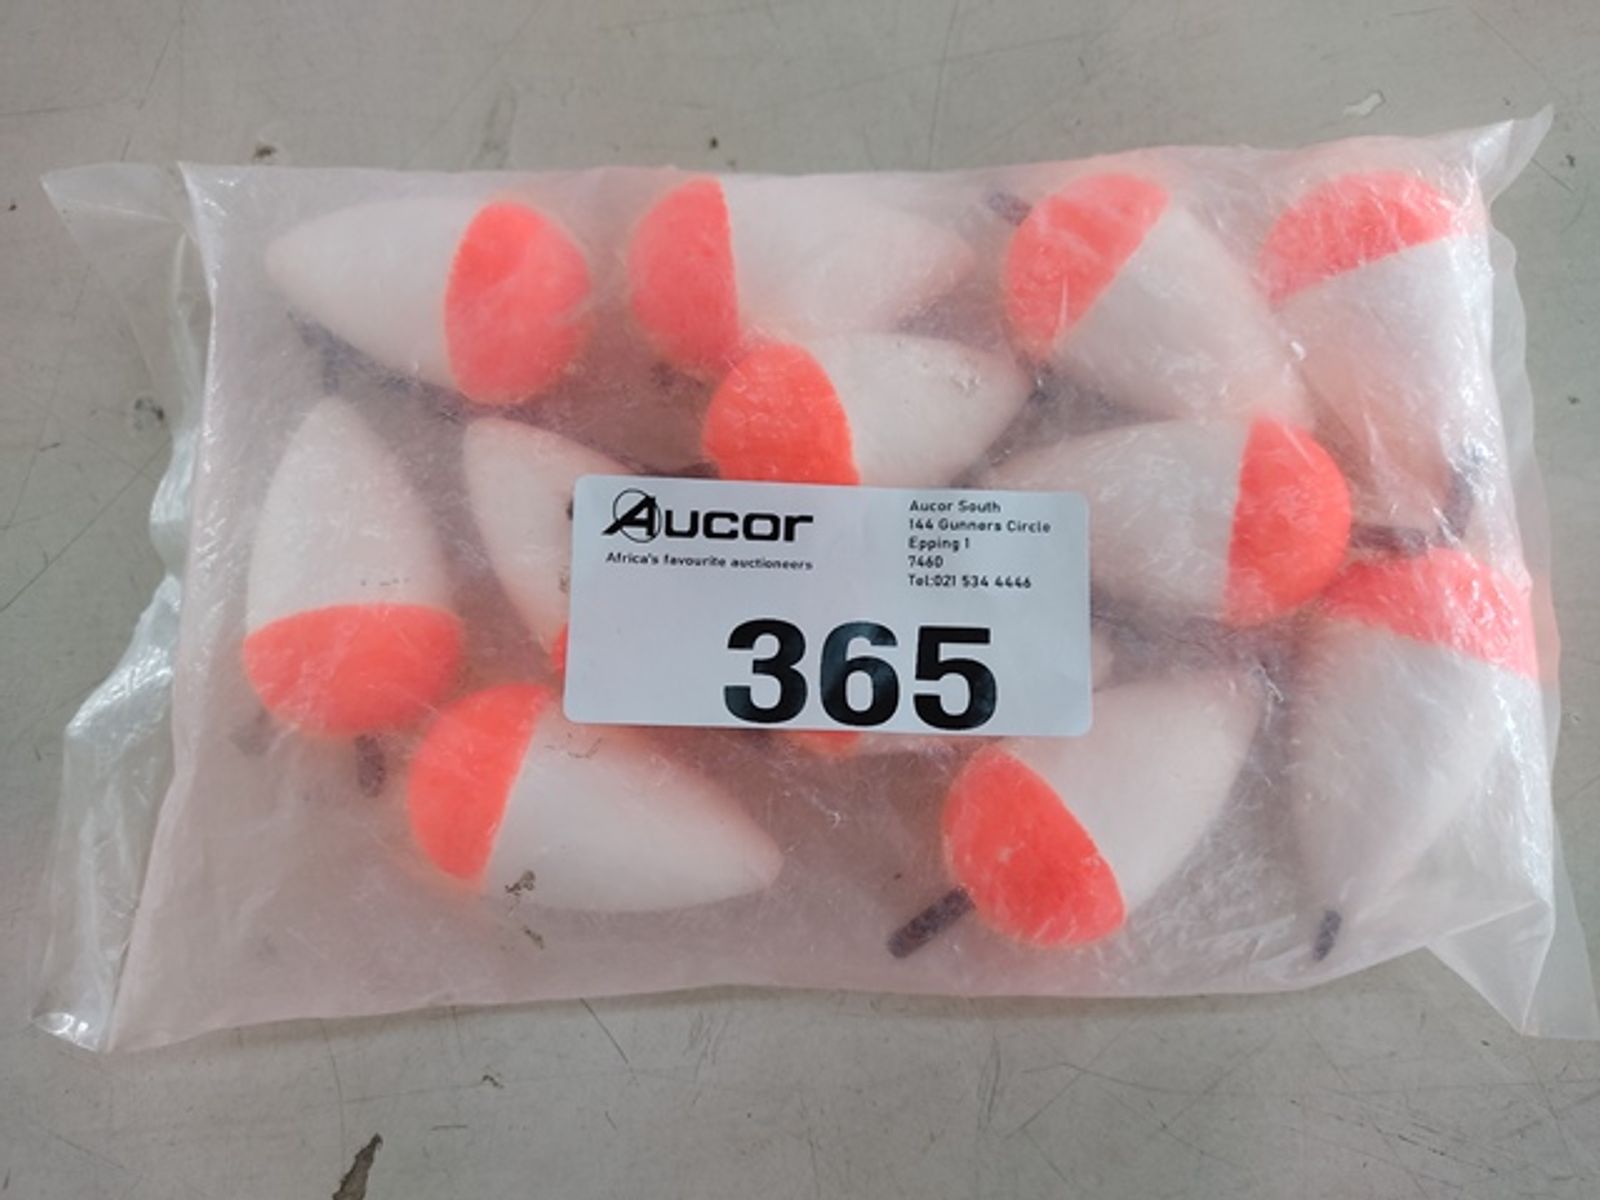 Aucor
Africa's favourite auctioneers
Aucor South
144 Gunners Circle
Epping 1
7460
Tel:021 534 4446
365